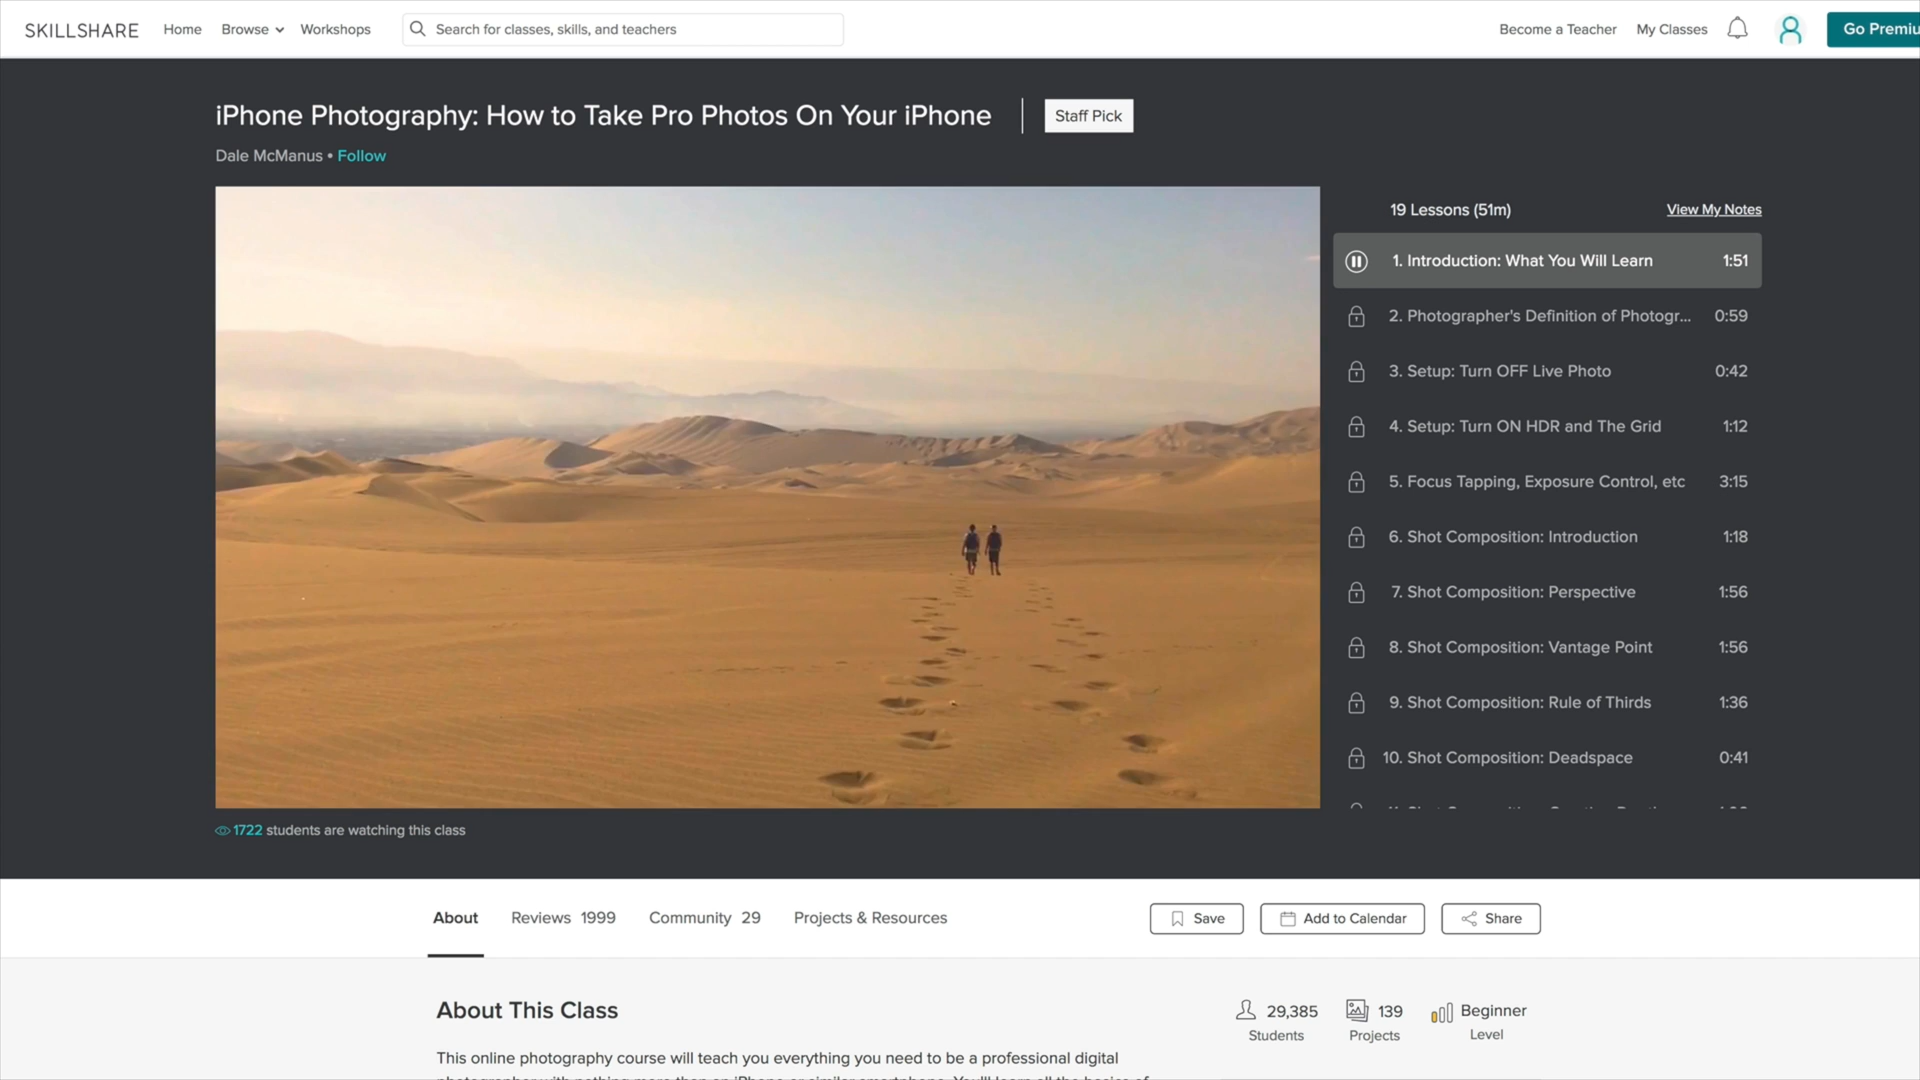 SKILLSHARE Home Browse Workshops Search for classes, skills, and teachers Become a Teacher My Classes Go Premiu
iPhone Photography: How to Take Pro Photos On Your iPhone Staff Pick
Dale McManus • Follow
19 Lessons (51m) View My Notes
1. Introduction: What You Will Learn 1:51
2. Photographer's Definition of Photogr... 0:59
3. Setup: Turn OFF Live Photo 0:42
4. Setup: Turn ON HDR and The Grid 1:12
5. Focus Tapping, Exposure Control, etc 3:15
6. Shot Composition: Introduction 1:18
7. Shot Composition: Perspective 1:56
8. Shot Composition: Vantage Point 1:56
9. Shot Composition: Rule of Thirds 1:36
10. Shot Composition: Deadspace 0:41
1722 students are watching this class
About Reviews 1999 Community 29 Projects & Resources Save Add to Calendar Share
About This Class
29,385 139 Beginner
Students Projects Level
This online photography course will teach you everything you need to be a professional digital